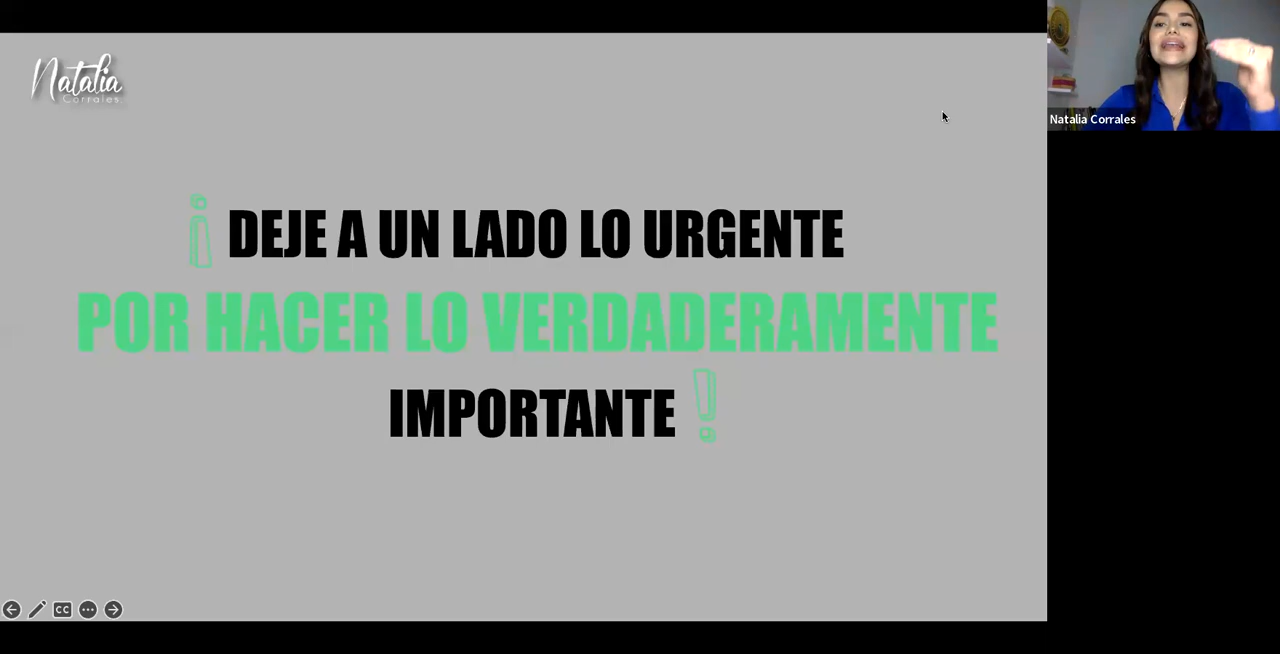 Natalia
Corrales
Natalia Corrales
¡ DEJE A UN LADO LO URGENTE
POR HACER LO VERDADERAMENTE
IMPORTANTE !
CC